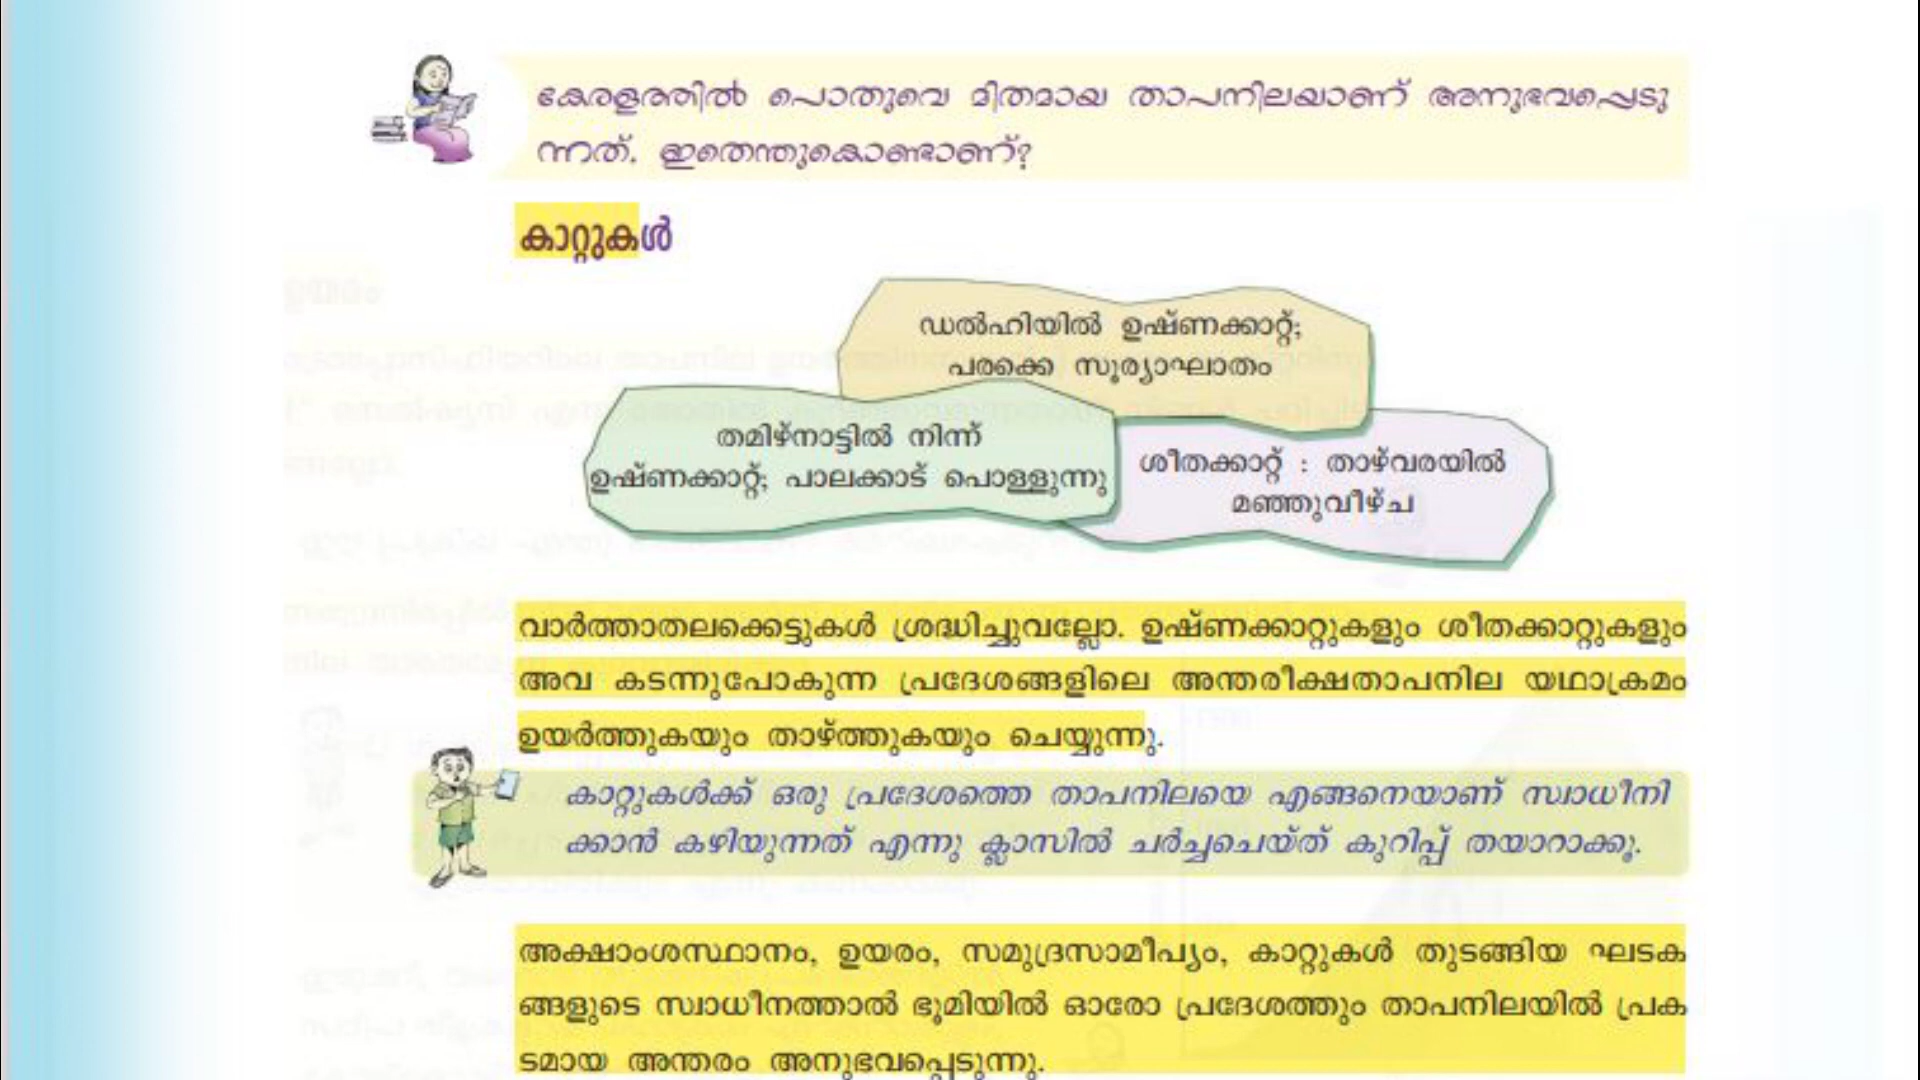 കേരളത്തിൽ പൊതുവെ മിതമായ താപനിലയാണ് അനുഭവപ്പെടു
ന്നത്. ഇതെന്തുകൊണ്ടാണ്?
കാറ്റുകൾ
ഡൽഹിയിൽ ഉഷ്ണക്കാറ്റ്;
പരക്കെ സൂര്യാഘാതം
തമിഴ്നാട്ടിൽ നിന്ന്
ഉഷ്ണക്കാറ്റ്; പാലക്കാട് പൊള്ളുന്നു
ശീതക്കാറ്റ് : താഴ്വരയിൽ
മഞ്ഞുവീഴ്ച
വാർത്താതലക്കെട്ടുകൾ ശ്രദ്ധിച്ചുവല്ലോ. ഉഷ്ണക്കാറ്റുകളും ശീതക്കാറ്റുകളും
അവ കടന്നുപോകുന്ന പ്രദേശങ്ങളിലെ അന്തരീക്ഷതാപനില യഥാക്രമം
ഉയർത്തുകയും താഴ്ത്തുകയും ചെയ്യുന്നു.
കാറ്റുകൾക്ക് ഒരു പ്രദേശത്തെ താപനിലയെ എങ്ങനെയാണ് സ്വാധീനി
ക്കാൻ കഴിയുന്നത് എന്നു ക്ലാസിൽ ചർച്ചചെയ്ത് കുറിപ്പ് തയാറാക്കൂ.
അക്ഷാംശസ്ഥാനം, ഉയരം, സമുദ്രസാമീപ്യം, കാറ്റുകൾ തുടങ്ങിയ ഘടക
ങ്ങളുടെ സ്വാധീനത്താൽ ഭൂമിയിൽ ഓരോ പ്രദേശത്തും താപനിലയിൽ പ്രക
ടമായ അന്തരം അനുഭവപ്പെടുന്നു.